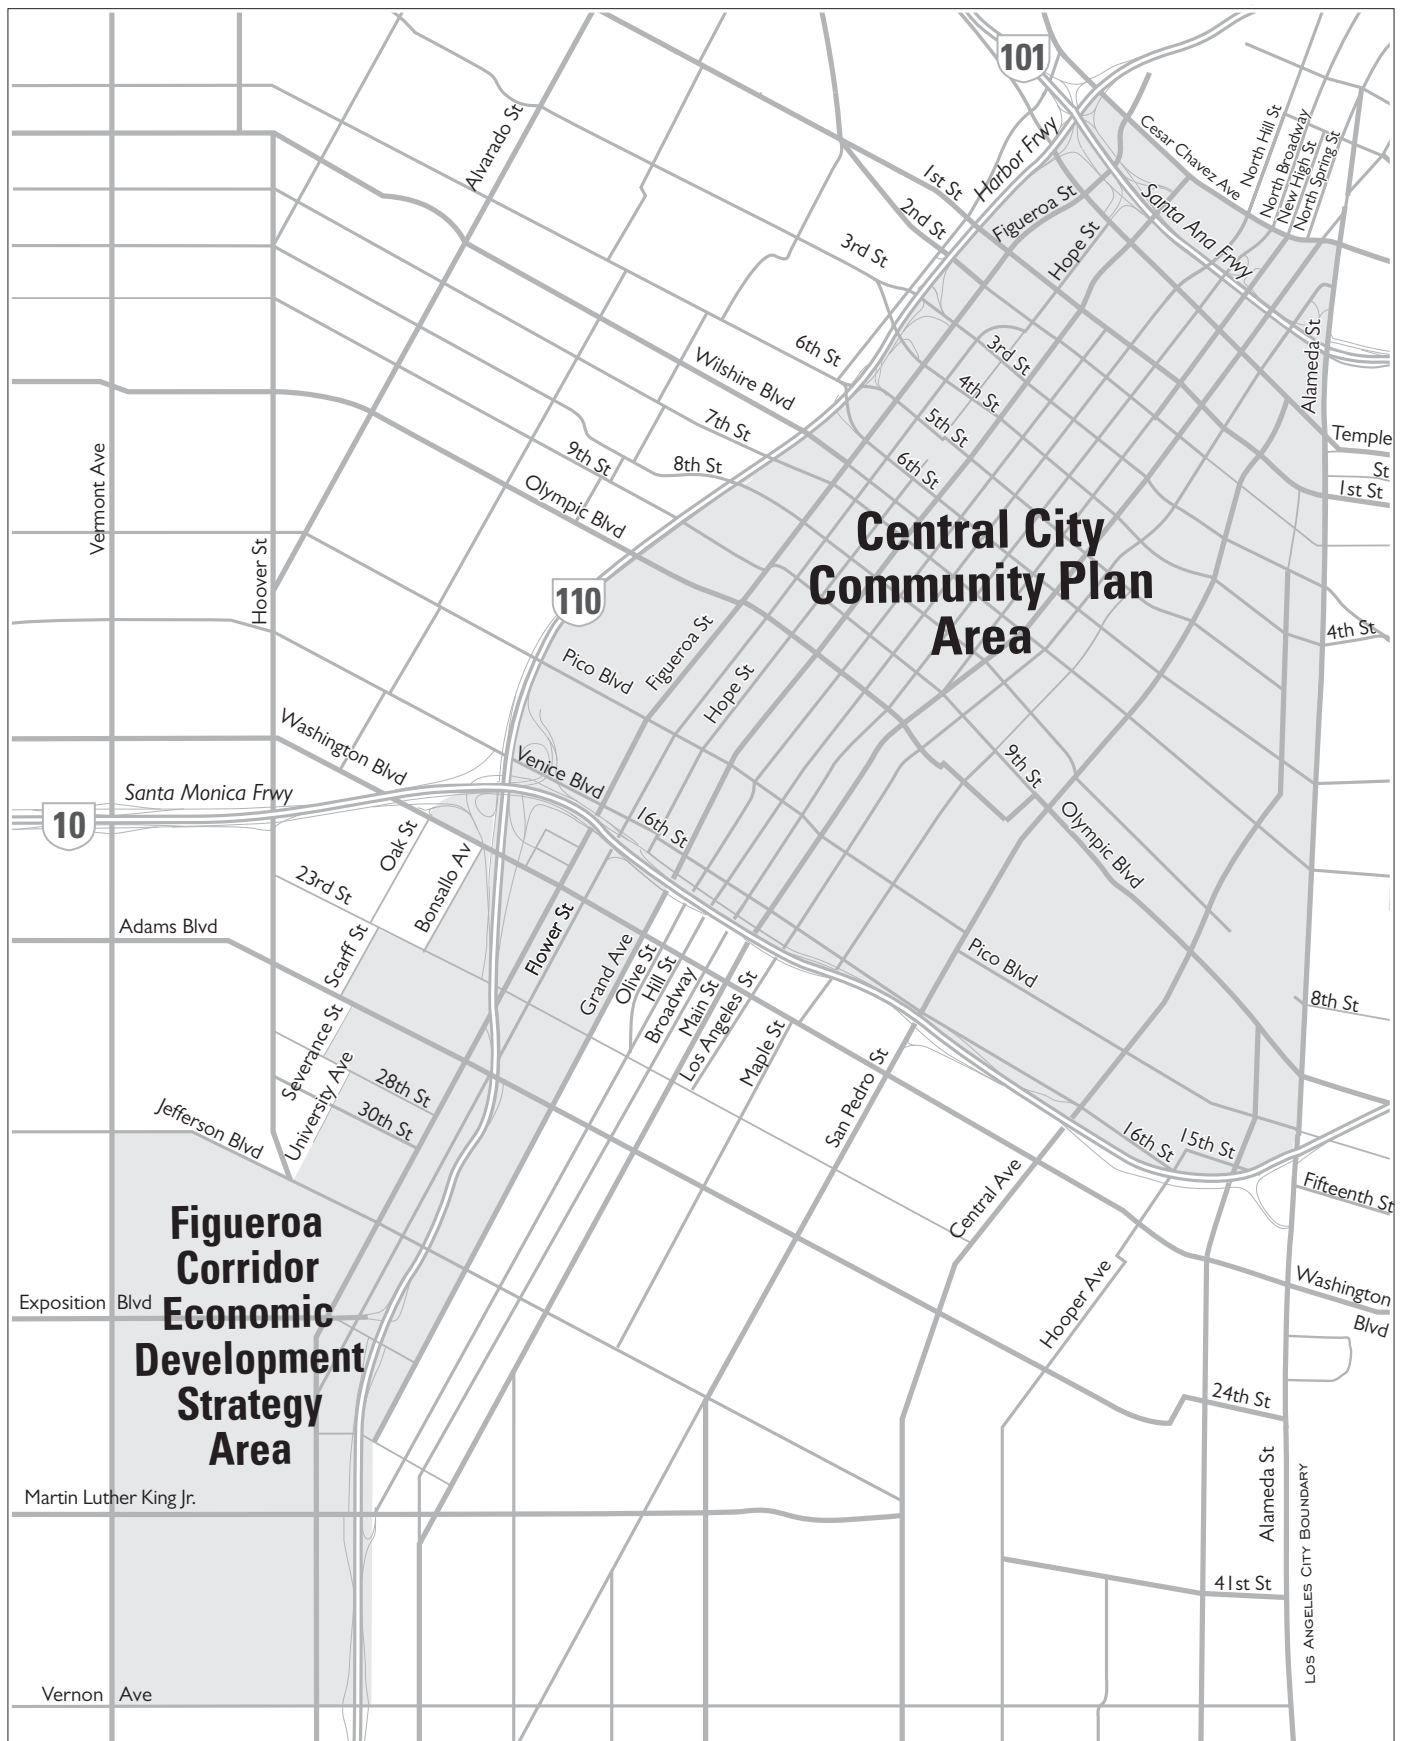 101
Harbor Frwy
Cesar Chavez Ave
North Hill St
North Broadway
New High St
North Spring St
Alvarado St
1st St
2nd St
3rd St
Figueroa St
Hope St
Santa Ana Frwy
6th St
Wilshire Blvd
7th St
8th St
9th St
Olympic Blvd
3rd St
4th St
5th St
6th St
Alameda St
Temple
St
1st St
4th St
Vermont Ave
Hoover St
Central City
Community Plan
Area
110
Pico Blvd
Figueroa St
Hope St
Washington Blvd
Venice Blvd
16th St
9th St
Olympic Blvd
Santa Monica Frwy
10
Oak St
Bonsallo Av
23rd St
Adams Blvd
Scarff St
Flower St
Grand Ave
Olive St
Hill St
Broadway
Main St
Los Angeles St
Maple St
San Pedro St
Pico Blvd
8th St
Severance St
University Ave
28th St
30th St
Jefferson Blvd
16th St
15th St
Fifteenth St
Central Ave
Hooper Ave
Washington
Blvd
Figueroa
Corridor
Economic
Development
Strategy
Area
Exposition Blvd
24th St
Martin Luther King Jr.
Alameda St
Los Angeles City Boundary
41st St
Vernon Ave